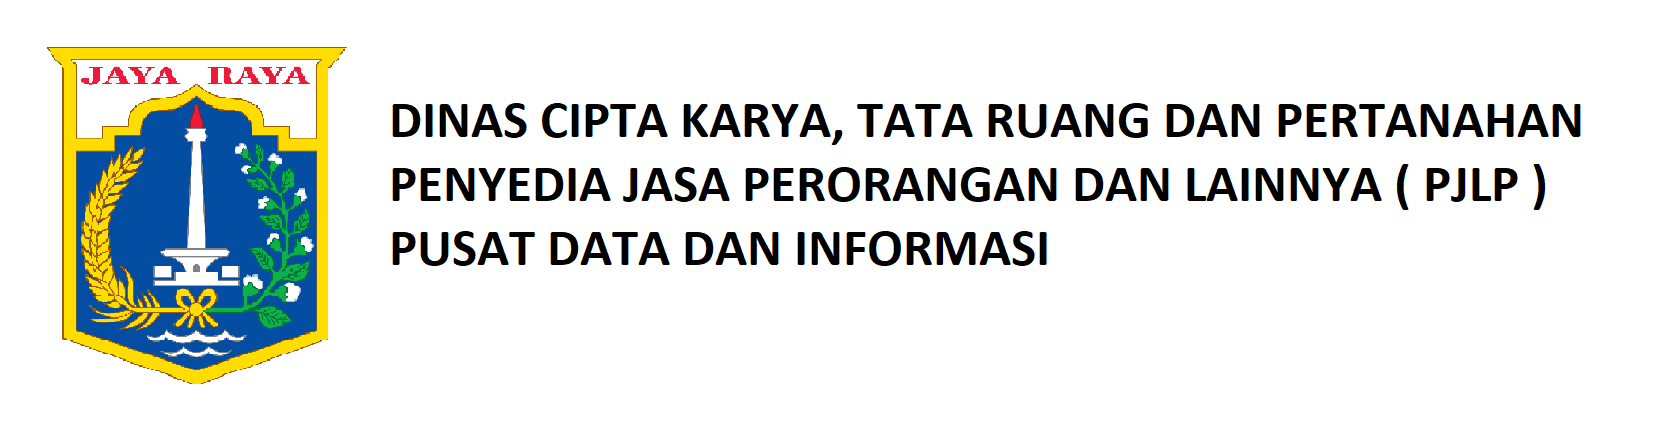 JAYA RAYA
DINAS CIPTA KARYA, TATA RUANG DAN PERTANAHAN
PENYEDIA JASA PERORANGAN DAN LAINNYA ( PJLP )
PUSAT DATA DAN INFORMASI